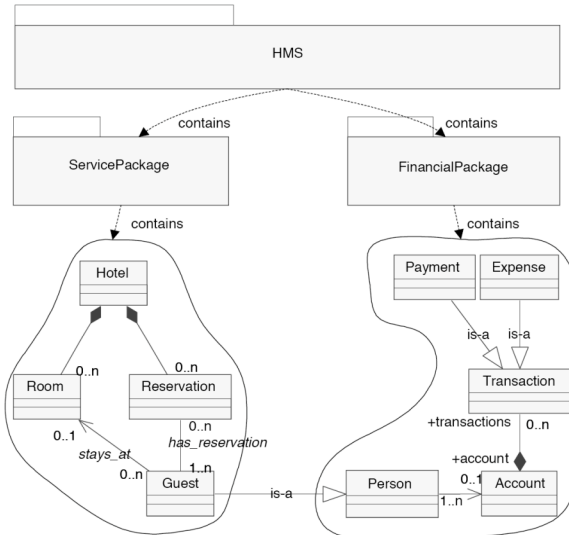 HMS
contains
contains
ServicePackage
FinancialPackage
contains
contains
Hotel
Payment
Expense
is-a
is-a
0..n
0..n
Room
Reservation
Transaction
0..1
0..n
+transactions
0..n
stays_at
has_reservation
0..n
1..n
+account
Guest
is-a
Person
0..1
1..n
Account